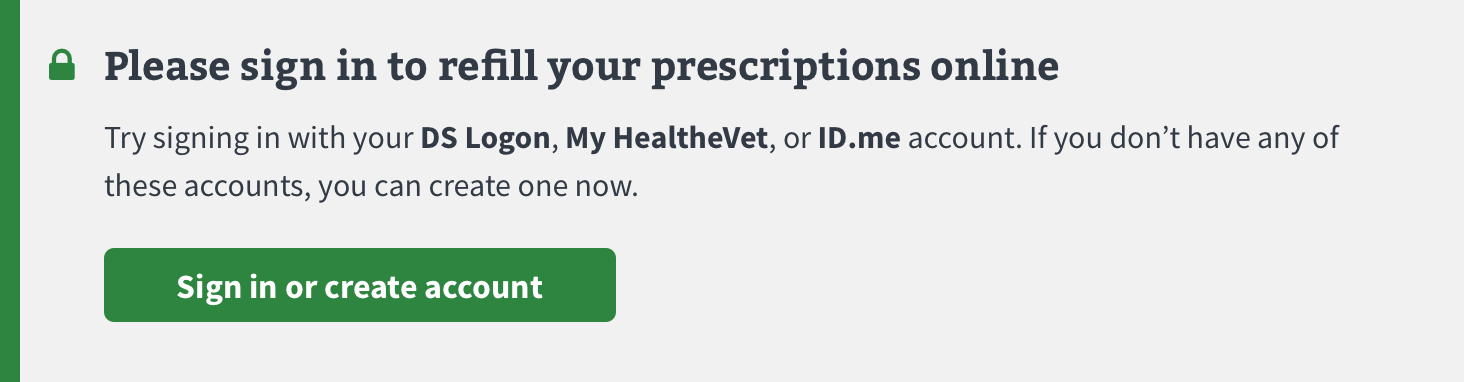 Please sign in to refill your prescriptions online
Try signing in with your DS Logon, My HealtheVet, or ID.me account. If you don’t have any of
these accounts, you can create one now.
Sign in or create account